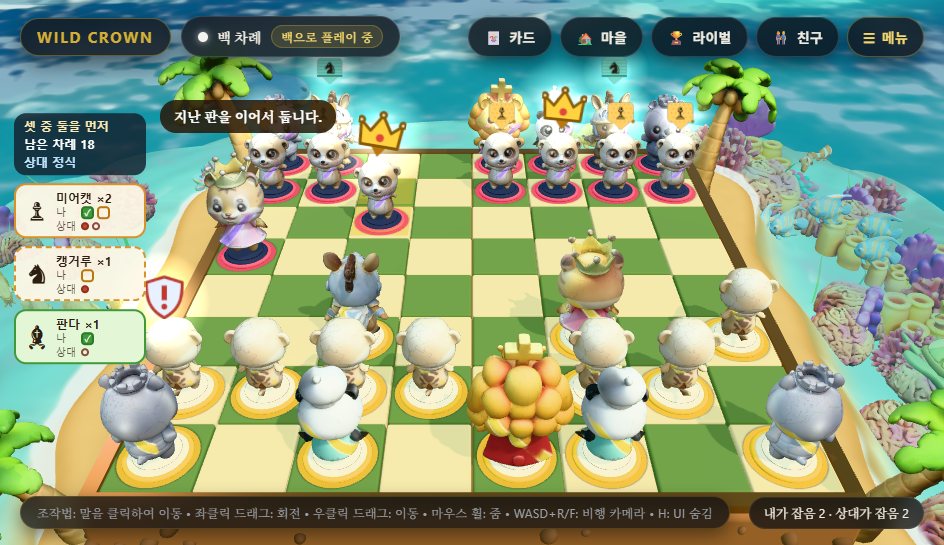 WILD CROWN
백 차례
백으로 플레이 중
카드
마을
라이벌
친구
메뉴
지난 판을 이어서 둡니다.
셋 중 둘을 먼저
남은 차례 18
상대 정식
미어캣 ×2
나
상대
캥거루 ×1
나
상대
판다 ×1
나
상대
조작법: 말을 클릭하여 이동 • 좌클릭 드래그: 회전 • 우클릭 드래그: 이동 • 마우스 휠: 줌 • WASD+R/F: 비행 카메라 • H: UI 숨김
내가 잡음 2 · 상대가 잡음 2